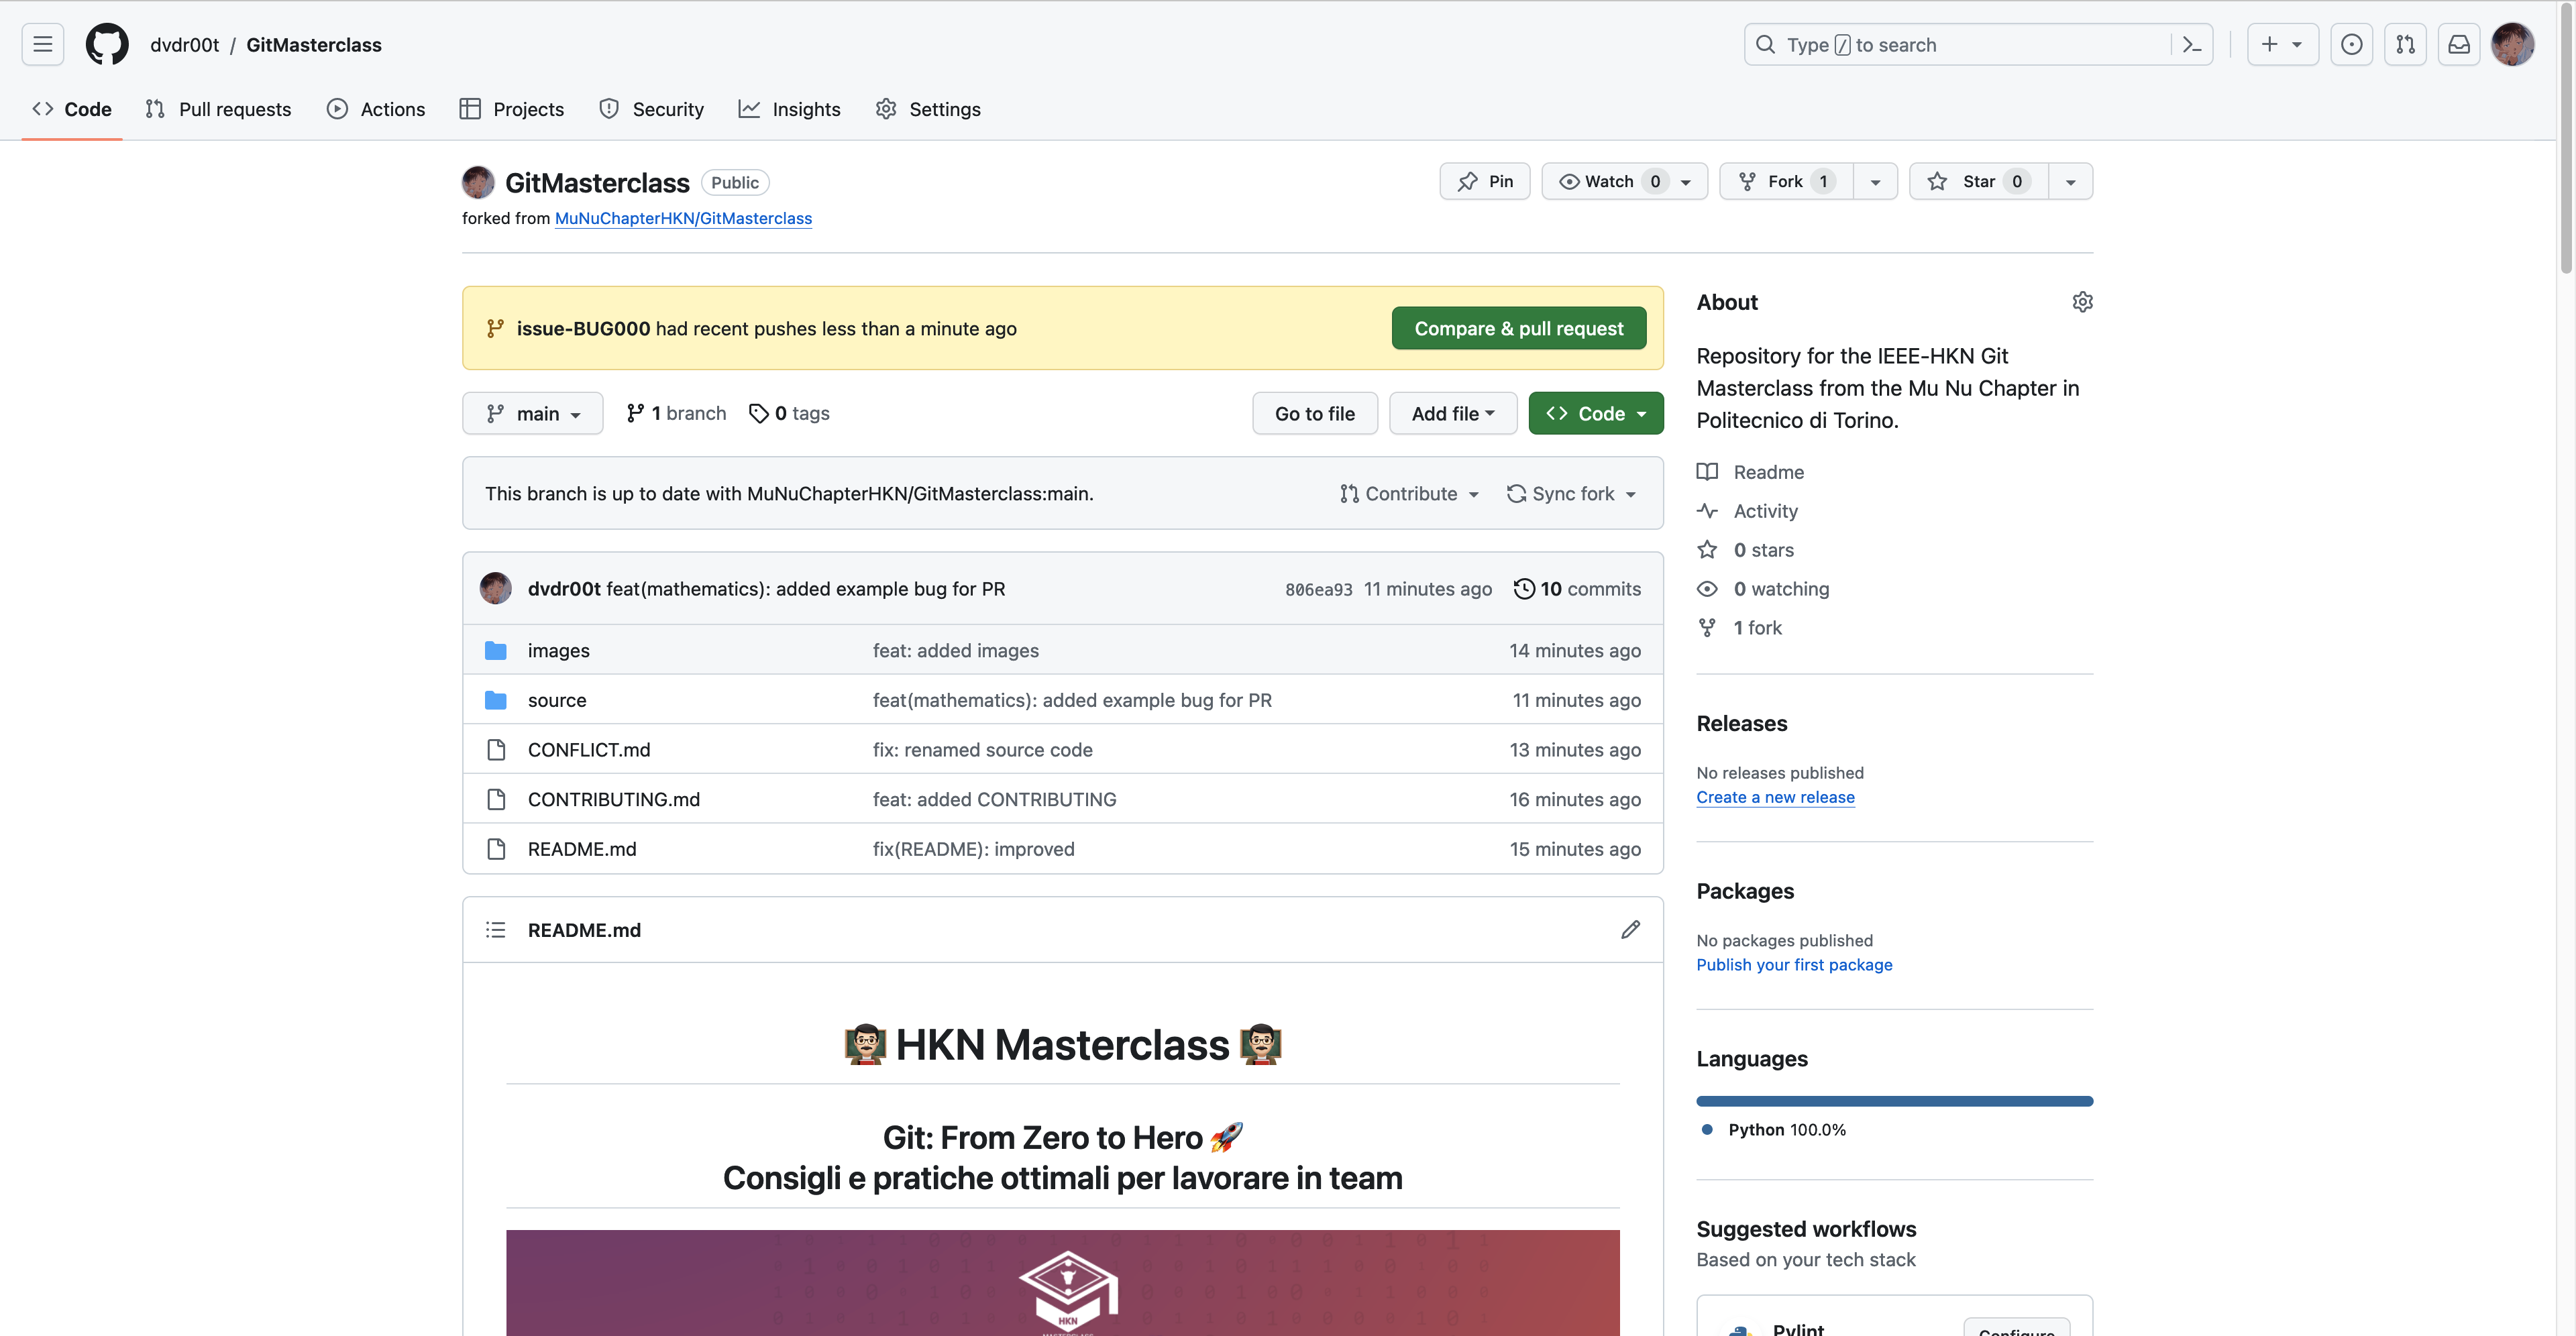 dvdr00t / GitMasterclass
Type / to search
Code Pull requests Actions Projects Security Insights Settings
GitMasterclass Public
Pin Watch 0 Fork 1 Star 0
forked from MuNuChapterHKN/GitMasterclass
issue-BUG000 had recent pushes less than a minute ago
Compare & pull request
main 1 branch 0 tags
Go to file Add file Code
This branch is up to date with MuNuChapterHKN/GitMasterclass:main.
Contribute Sync fork
dvdr00t feat(mathematics): added example bug for PR 806ea93 11 minutes ago 10 commits
images feat: added images 14 minutes ago
source feat(mathematics): added example bug for PR 11 minutes ago
CONFLICT.md fix: renamed source code 13 minutes ago
CONTRIBUTING.md feat: added CONTRIBUTING 16 minutes ago
README.md fix(README): improved 15 minutes ago
README.md
👨🏻‍🏫 HKN Masterclass 👨🏻‍🏫
Git: From Zero to Hero 🚀
Consigli e pratiche ottimali per lavorare in team
HKN
About
Repository for the IEEE-HKN Git
Masterclass from the Mu Nu Chapter in
Politecnico di Torino.
Readme
Activity
0 stars
0 watching
1 fork
Releases
No releases published
Create a new release
Packages
No packages published
Publish your first package
Languages
Python 100.0%
Suggested workflows
Based on your tech stack
Pylint Configure